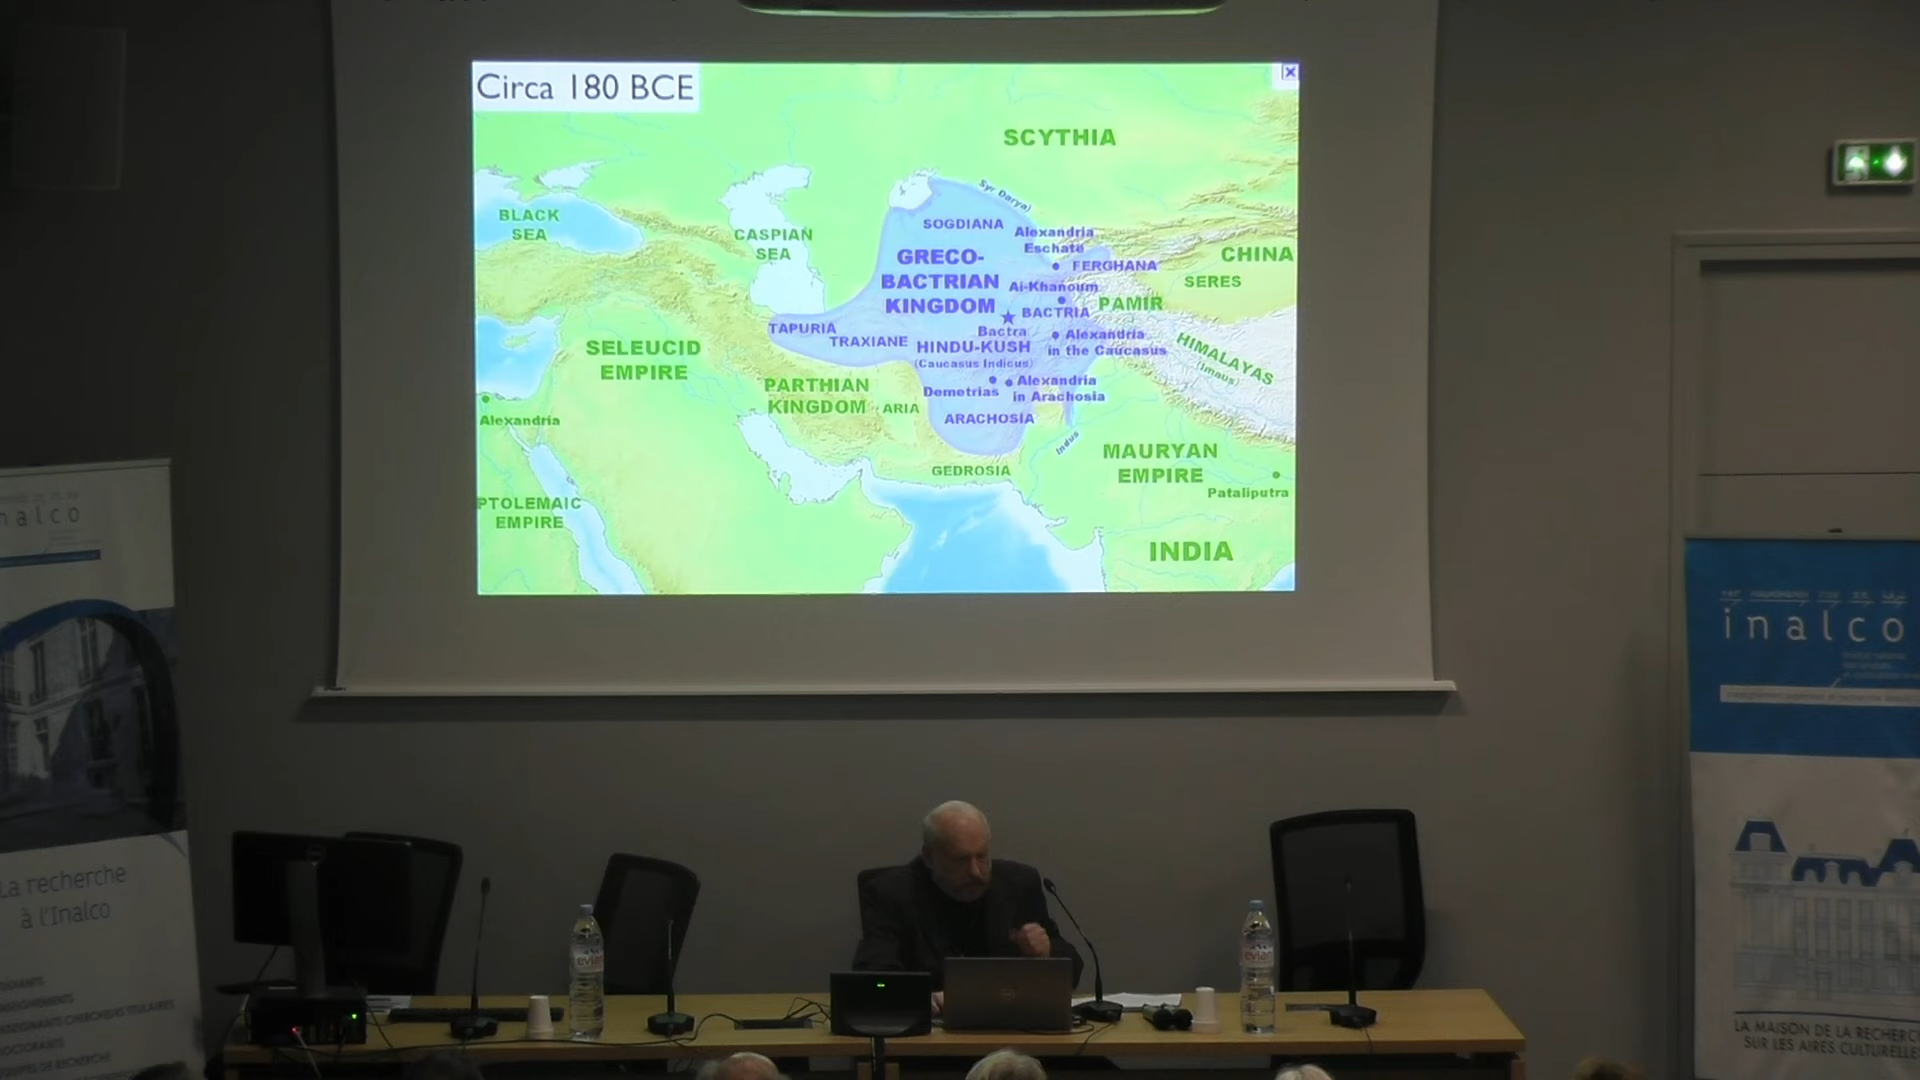 Circa 180 BCE
SCYTHIA
Syr Darya
BLACK
SEA
CASPIAN
SEA
SOGDIANA
Alexandria
Eschate
GRECO-
BACTRIAN
KINGDOM
FERGHANA
CHINA
SERES
Ai-Khanoum
PAMIR
BACTRIA
Bactra
TAPURIA
TRAXIANE
HINDU-KUSH
(Caucasus Indicus)
Alexandria
in the Caucasus
HIMALAYAS
(Imaus)
SELEUCID
EMPIRE
PARTHIAN
KINGDOM
ARIA
Demetrias
Alexandria
in Arachosia
ARACHOSIA
Alexandria
Indus
MAURYAN
EMPIRE
Pataliputra
GEDROSIA
PTOLEMAIC
EMPIRE
INDIA
nalco
La recherche
à l'Inalco
inalco
evian
evian
LA MAISON DE LA RECHERC
SUR LES AIRES CULTURELLE